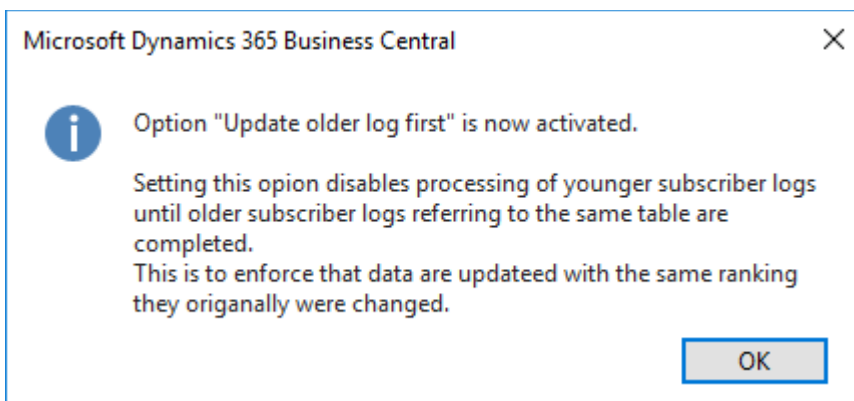 Microsoft Dynamics 365 Business Central
Option "Update older log first" is now activated.
Setting this opion disables processing of younger subscriber logs
until older subscriber logs referring to the same table are
completed.
This is to enforce that data are updateed with the same ranking
they origanally were changed.
OK